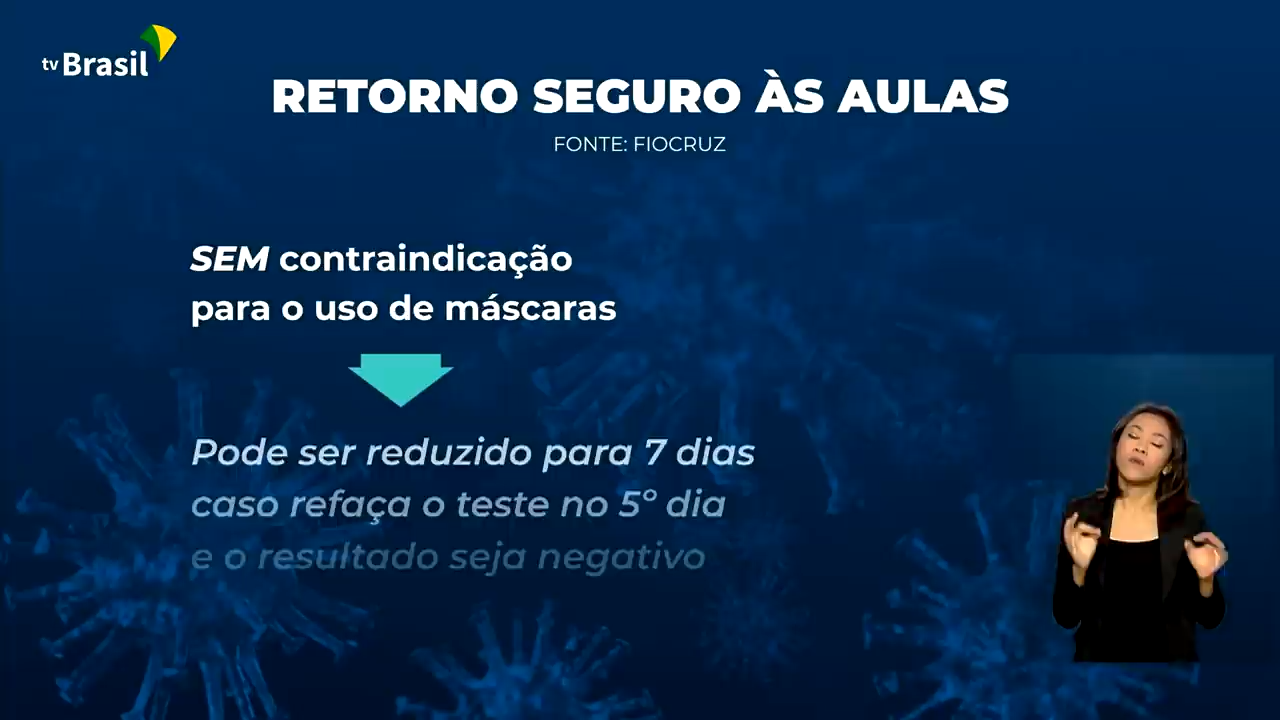 tv Brasil
RETORNO SEGURO ÀS AULAS
FONTE: FIOCRUZ
SEM contraindicação
para o uso de máscaras
Pode ser reduzido para 7 dias
caso refaça o teste no 5º dia
e o resultado seja negativo